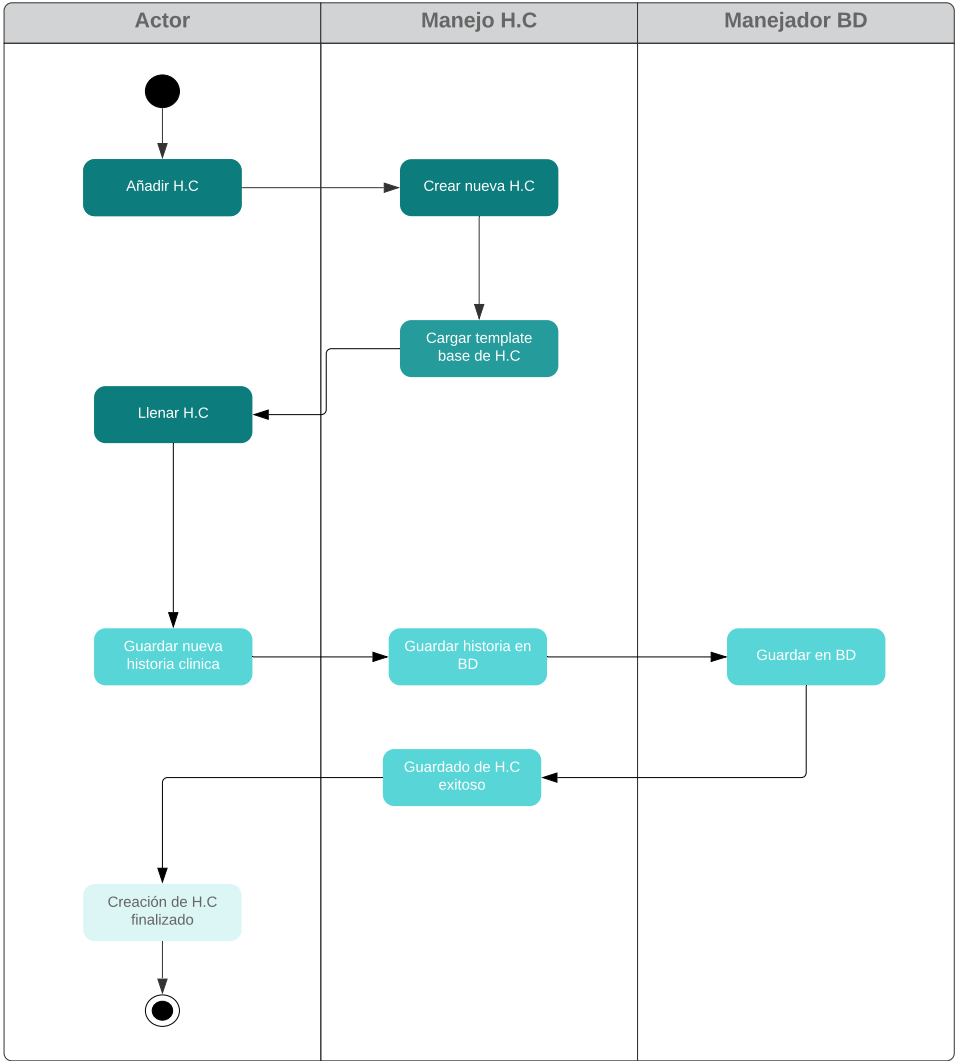 Actor
Manejo H.C
Manejador BD
Añadir H.C
Crear nueva H.C
Cargar template
base de H.C
Llenar H.C
Guardar nueva
historia clinica
Guardar historia en
BD
Guardar en BD
Guardado de H.C
exitoso
Creación de H.C
finalizado